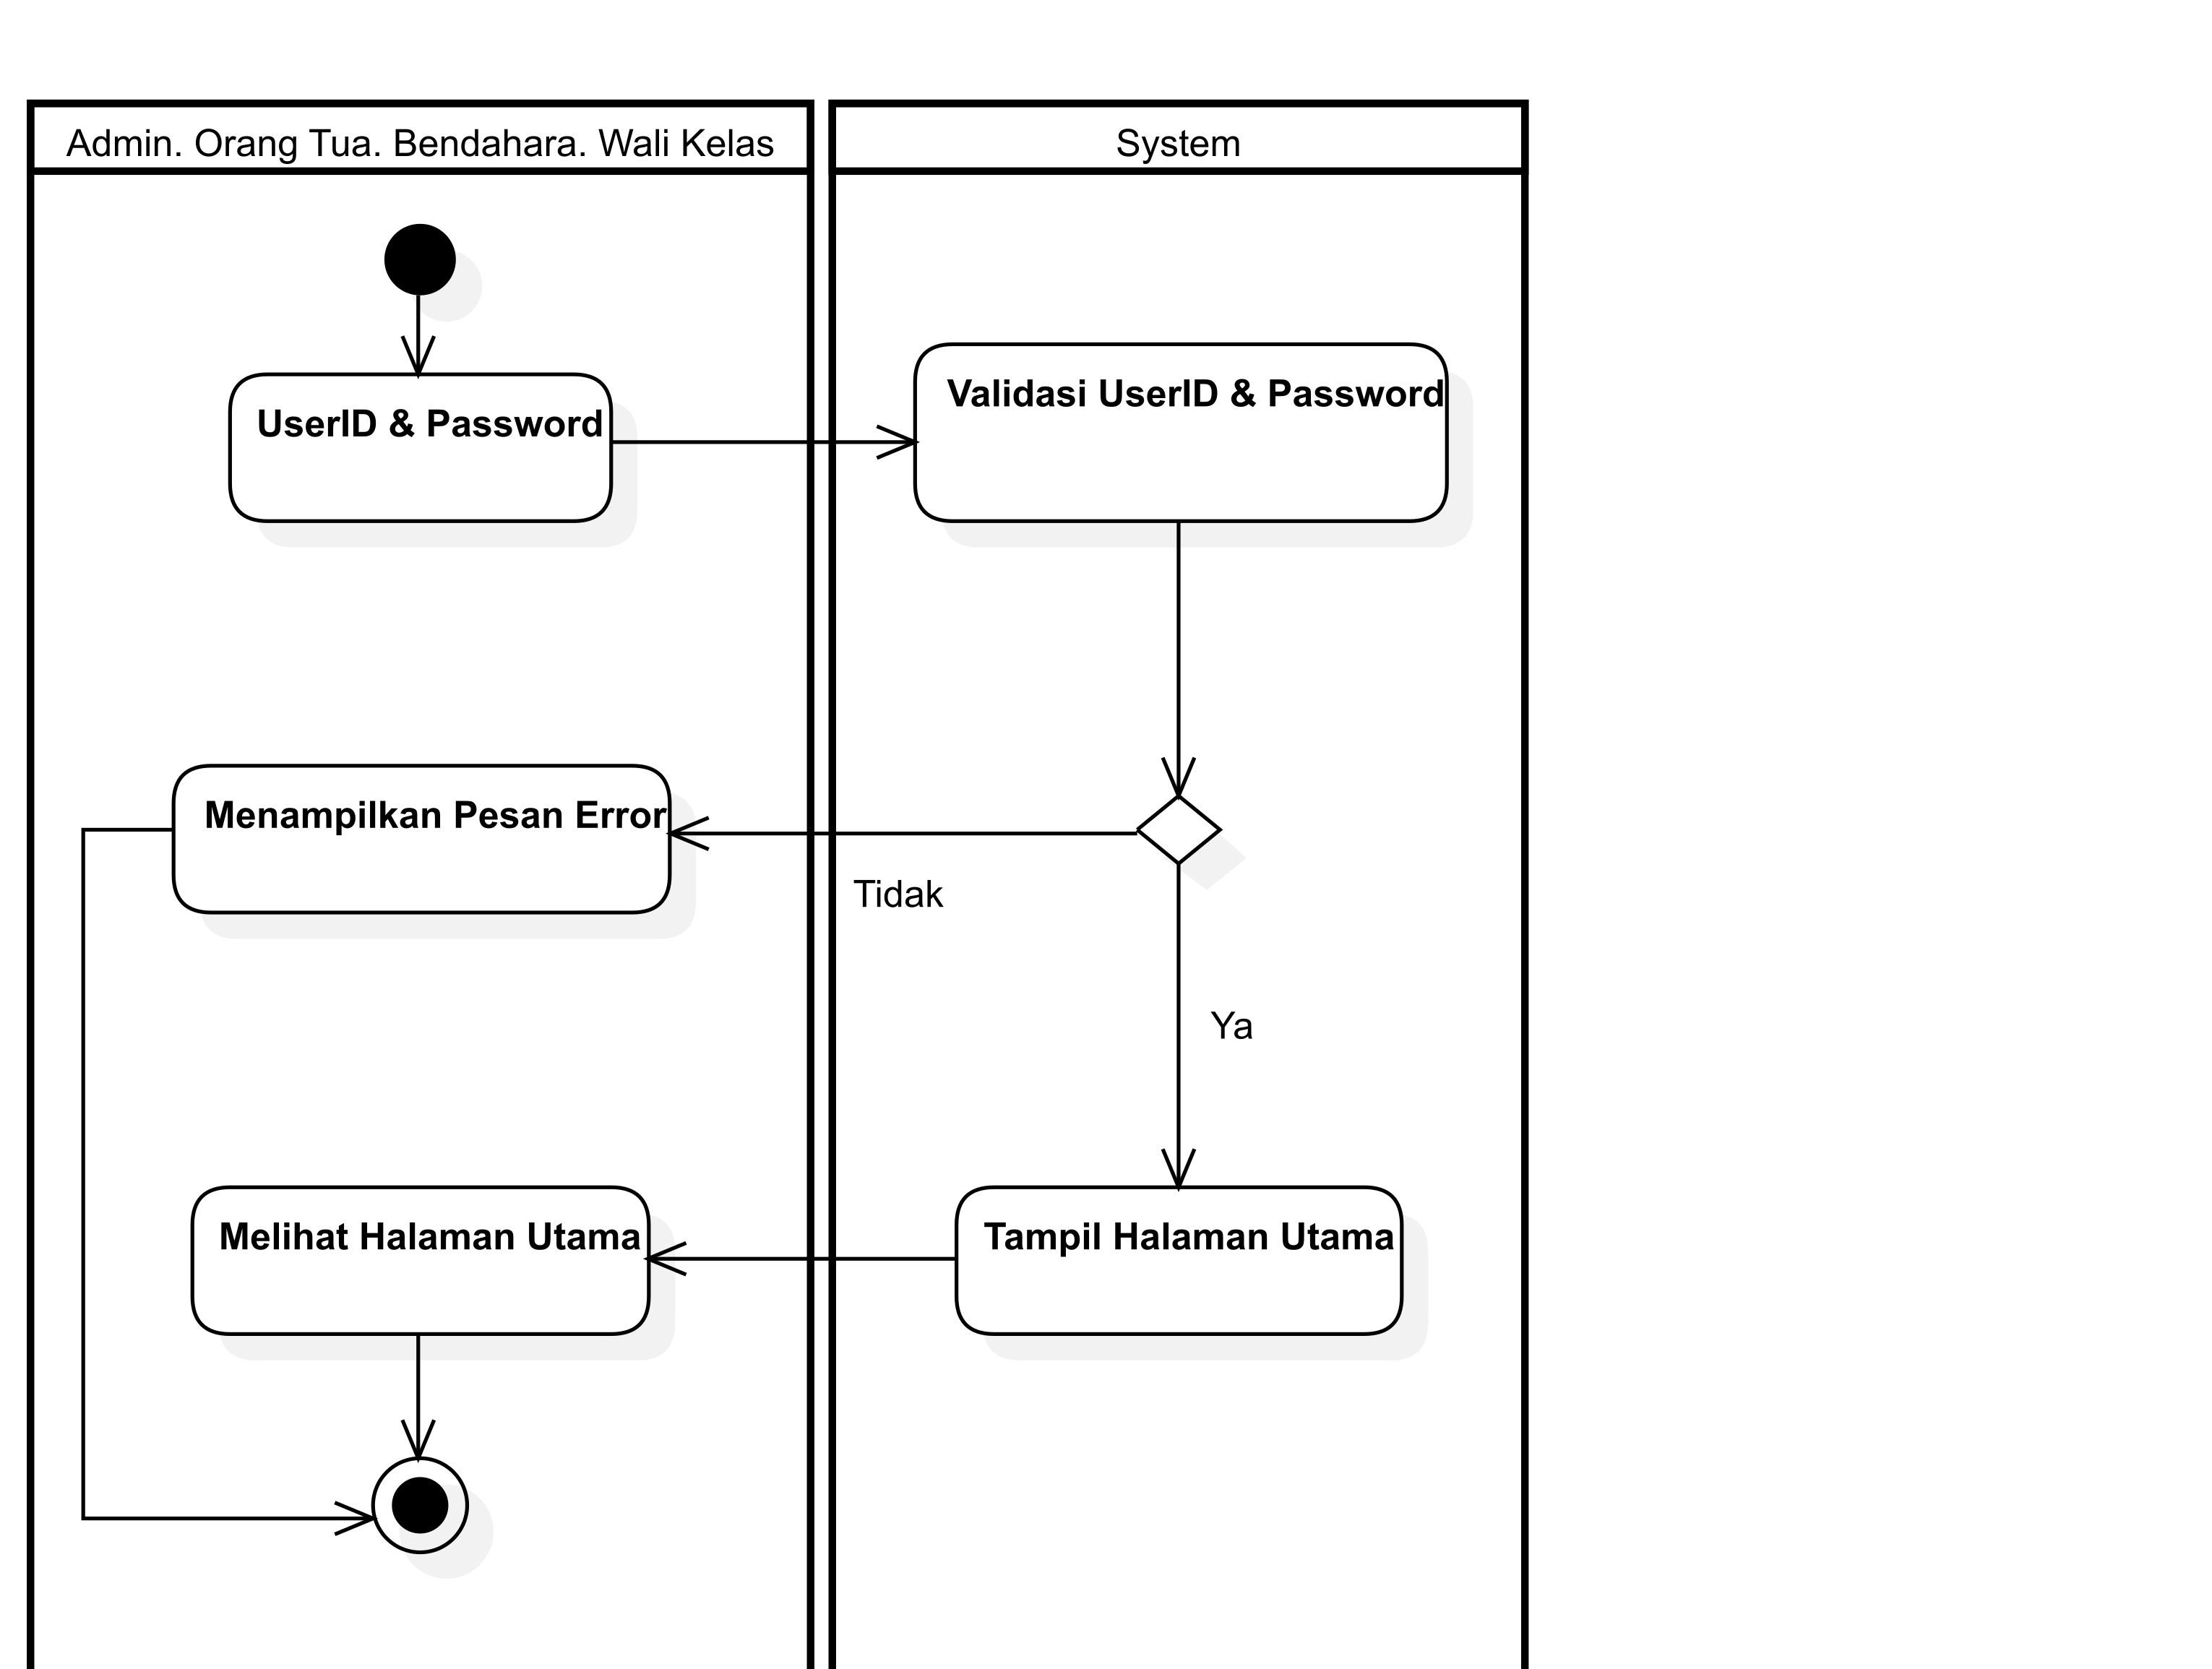 Admin. Orang Tua. Bendahara. Wali Kelas
System
UserID & Password
Validasi UserID & Password
Menampilkan Pesan Error
Tidak
Ya
Melihat Halaman Utama
Tampil Halaman Utama